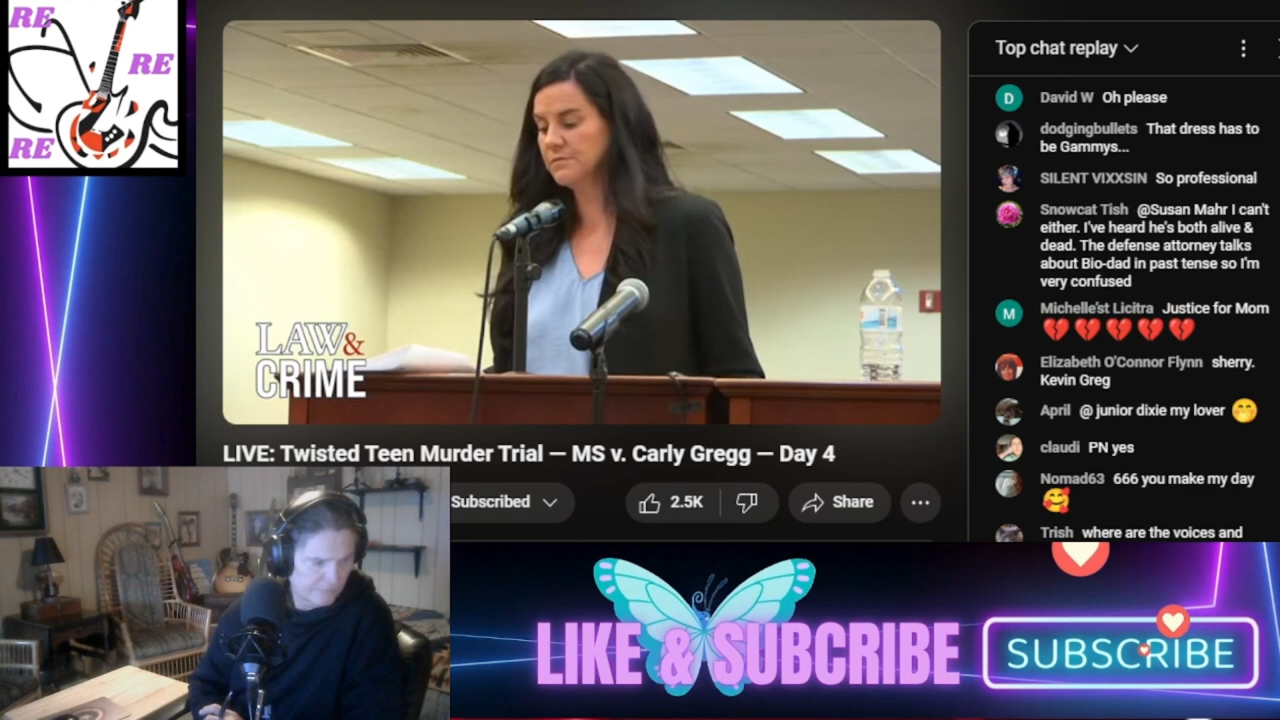 RE
RE
RE
LAW&
CRIME
LIVE: Twisted Teen Murder Trial — MS v. Carly Gregg — Day 4
Subscribed
2.5K
Share
Top chat replay
D
David W Oh please
dodgingbullets That dress has to
be Gammys...
SILENT VIXXSIN So professional
Snowcat Tish @Susan Mahr I can't
either. I've heard he's both alive &
dead. The defense attorney talks
about Bio-dad in past tense so I'm
very confused
M
Michelle'st Licitra Justice for Mom
Elizabeth O'Connor Flynn sherry.
Kevin Greg
April @ junior dixie my lover
claudi PN yes
Nomad63 666 you make my day
Trish where are the voices and
LIKE & SUBCRIBE
SUBSCRIBE